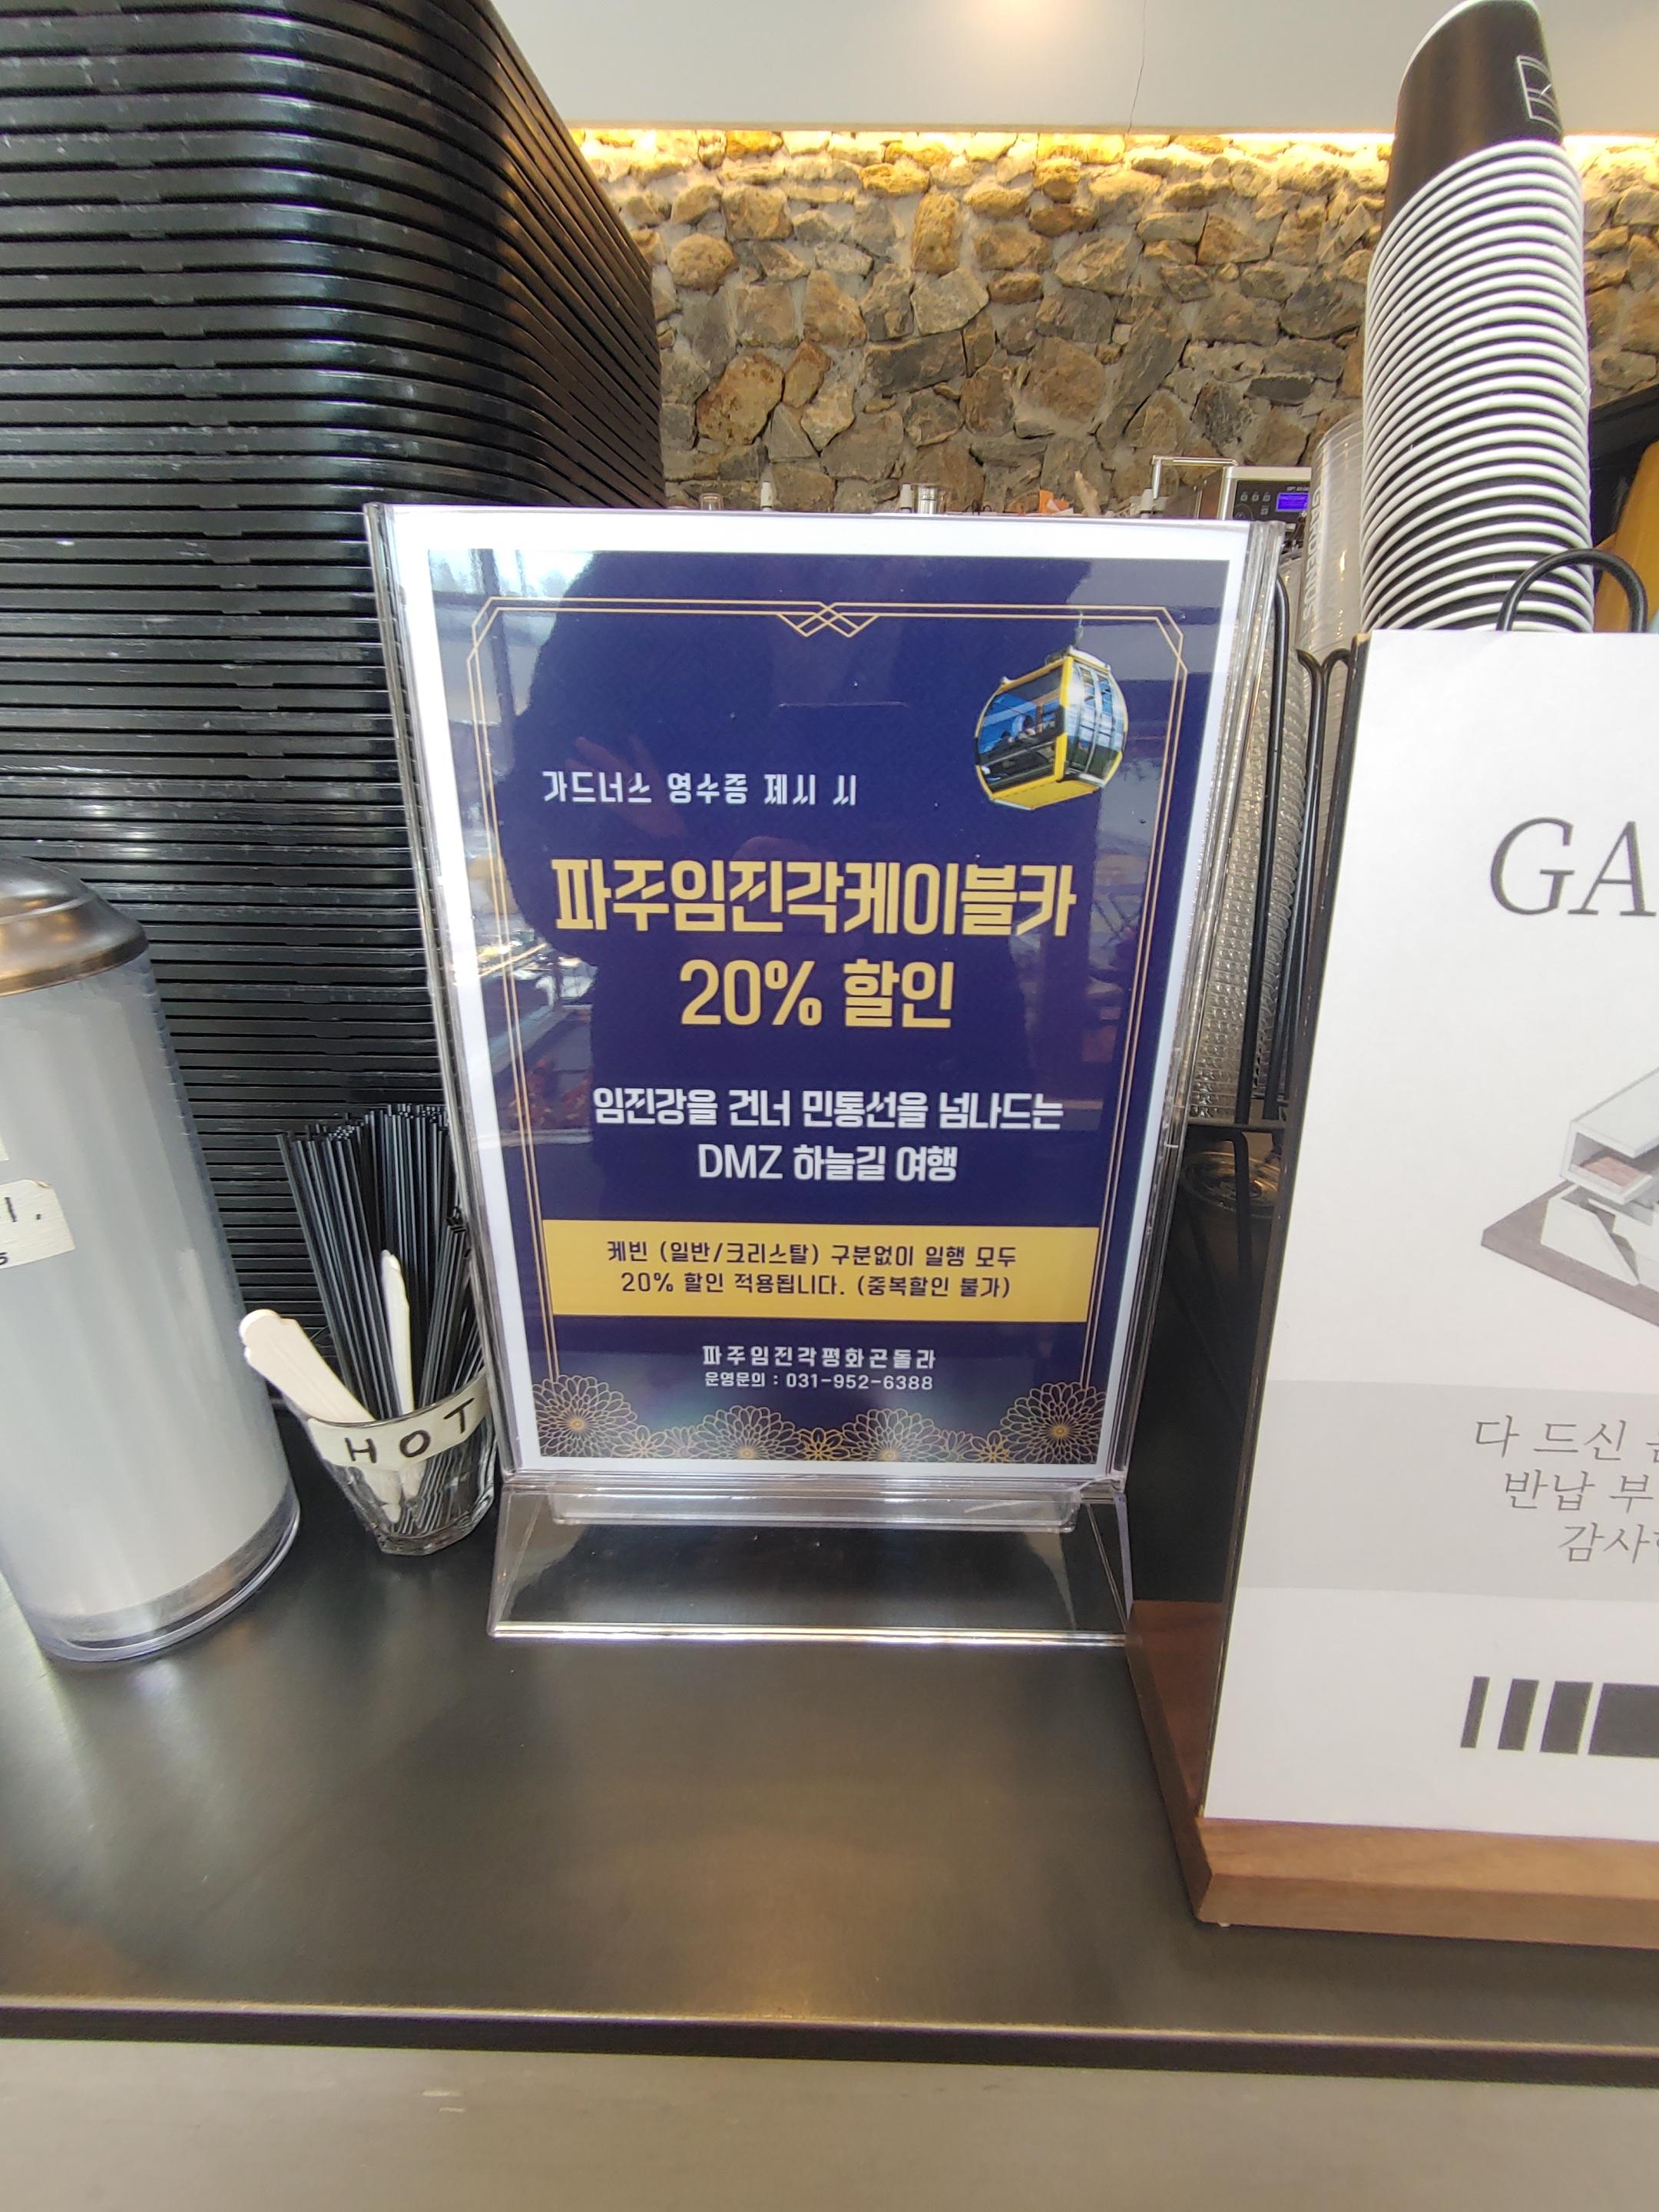 가드너스 영수증 제시 시
파주임진각케이블카
20% 할인
임진강을 건너 민통선을 넘나드는
DMZ 하늘길 여행
케빈 (일반/크리스탈) 구분없이 일행 모두
20% 할인 적용됩니다. (중복할인 불가)
파주임진각평화곤돌라
운영문의 : 031-952-6388
HOT
GA
다 드신
반납 부
감사